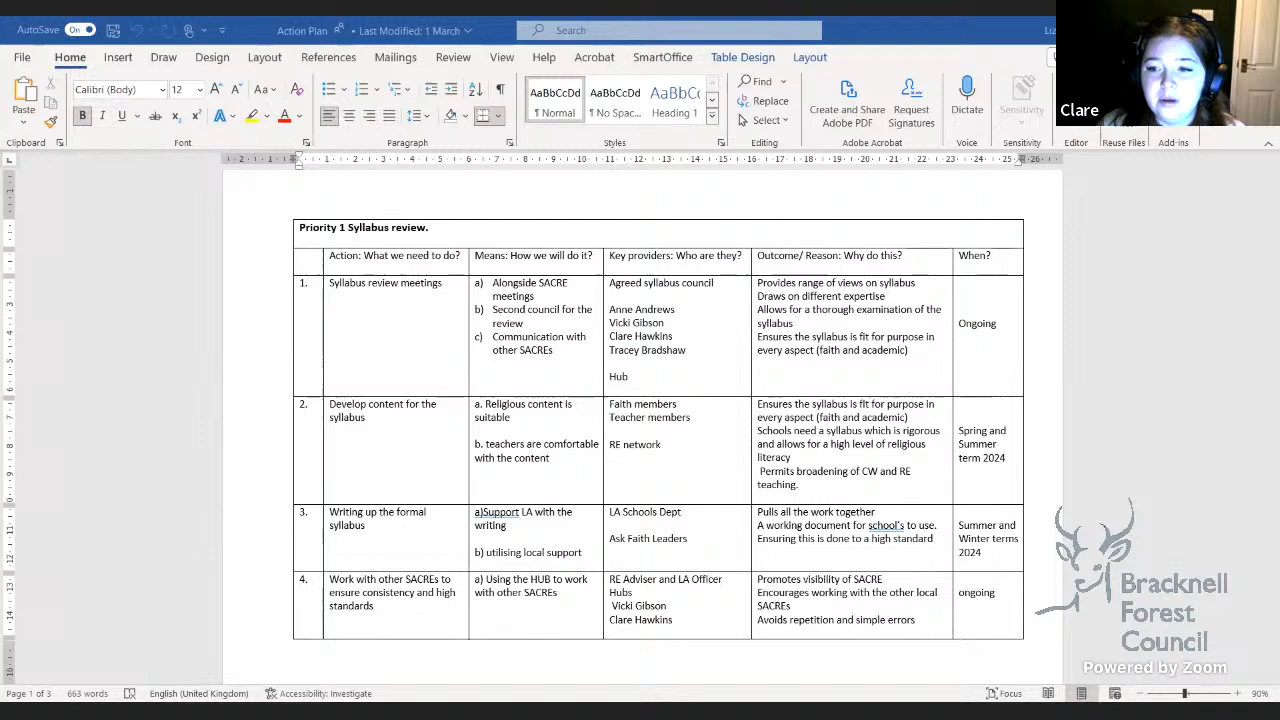 AutoSave On Action Plan • Last Modified: 1 March Search Liz
File Home Insert Draw Design Layout References Mailings Review View Help Acrobat SmartOffice Table Design Layout
Calibri (Body) 12 AaBbCcDd AaBbCcDd AaBbCc Find
Paste Normal No Spac... Heading 1 Replace Create and Share Adobe PDF Request Signatures Dictate Sensitivity
Select
Clipboard Font Paragraph Styles Editing Adobe Acrobat Voice Sensitivity Editor Reuse Files Add-ins
Clare
Priority 1 Syllabus review.
Action: What we need to do? Means: How we will do it? Key providers: Who are they? Outcome/ Reason: Why do this? When?
1. Syllabus review meetings
a) Alongside SACRE
meetings
b) Second council for the
review
c) Communication with
other SACREs
Agreed syllabus council
Anne Andrews
Vicki Gibson
Clare Hawkins
Tracey Bradshaw
Hub
Provides range of views on syllabus
Draws on different expertise
Allows for a thorough examination of the
syllabus
Ensures the syllabus is fit for purpose in
every aspect (faith and academic)
Ongoing
2. Develop content for the
syllabus
a. Religious content is
suitable
b. teachers are comfortable
with the content
Faith members
Teacher members
RE network
Ensures the syllabus is fit for purpose in
every aspect (faith and academic)
Schools need a syllabus which is rigorous
and allows for a high level of religious
literacy
Permits broadening of CW and RE
teaching.
Spring and
Summer
term 2024
3. Writing up the formal
syllabus
a)Support LA with the
writing
b) utilising local support
LA Schools Dept
Ask Faith Leaders
Pulls all the work together
A working document for school's to use.
Ensuring this is done to a high standard
Summer and
Winter terms
2024
4. Work with other SACREs to
ensure consistency and high
standards
a) Using the HUB to work
with other SACREs
RE Adviser and LA Officer
Hubs
Vicki Gibson
Clare Hawkins
Promotes visibility of SACRE
Encourages working with the other local
SACREs
Avoids repetition and simple errors
ongoing
Bracknell
Forest
Council
Powered by Zoom
Page 1 of 3 663 words English (United Kingdom) Accessibility: Investigate Focus 90%